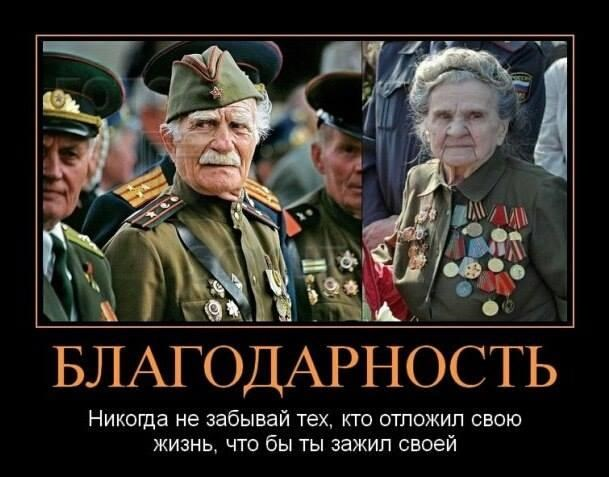 БЛАГОДАРНОСТЬ
Никогда не забывай тех, кто отложил свою
жизнь, что бы ты зажил своей